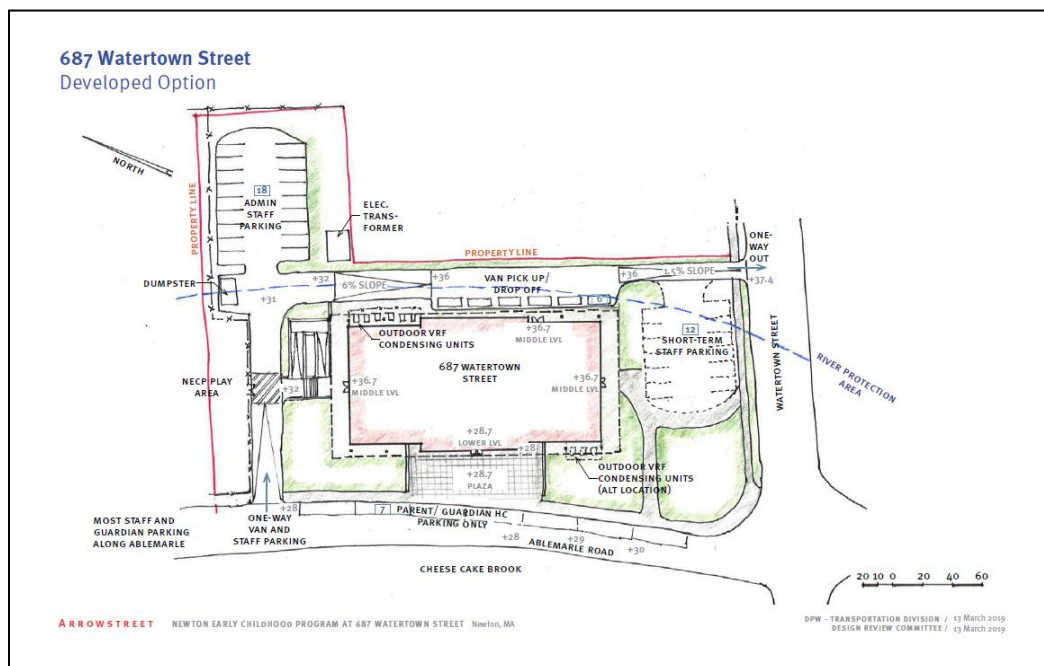 687 Watertown Street
Developed Option
NORTH
PROPERTY LINE
18
ADMIN
STAFF
PARKING
ELEC.
TRANS-
FORMER
PROPERTY LINE
ONE-
WAY
OUT
DUMPSTER
+32
+31
6% SLOPE
+36
VAN PICK UP/
DROP OFF
6
+36
1.5% SLOPE
+37.4
OUTDOOR VRF
CONDENSING UNITS
+36.7
MIDDLE LVL
12
SHORT-TERM
STAFF PARKING
WATERTOWN STREET
RIVER PROTECTION
AREA
NECP PLAY
AREA
+32
+36.7
MIDDLE LVL
687 WATERTOWN
STREET
+36.7
MIDDLE LVL
+28.7
LOWER LVL
+28
+28.7
PLAZA
OUTDOOR VRF
CONDENSING UNITS
(ALT LOCATION)
MOST STAFF AND
GUARDIAN PARKING
ALONG ABLEMARLE
ONE-WAY
VAN AND
STAFF PARKING
+28
7 PARENT/ GUARDIAN HC
PARKING ONLY
+28
+29
+30
ABLEMARLE ROAD
CHEESE CAKE BROOK
20 10 0 20 40 60
ARROWSTREET NEWTON EARLY CHILDHOOD PROGRAM AT 687 WATERTOWN STREET Newton, MA
DPW - TRANSPORTATION DIVISION / 13 March 2019
DESIGN REVIEW COMMITTEE / 13 March 2019